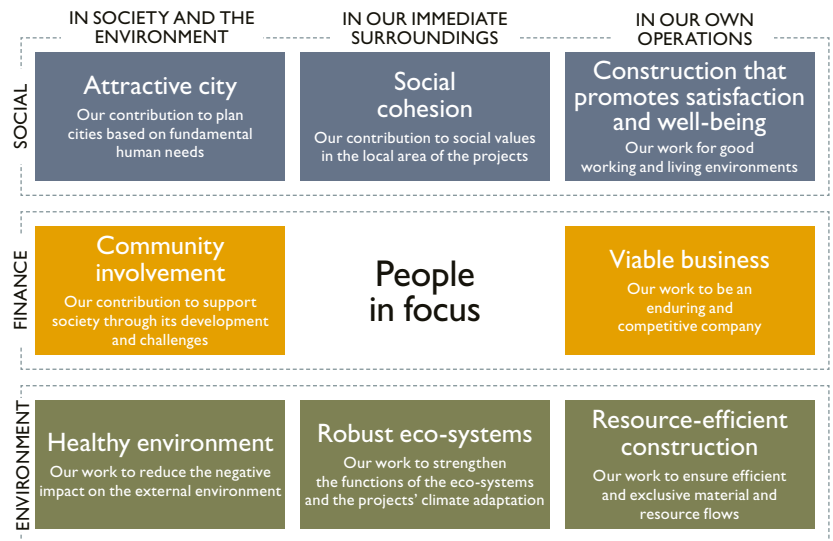 IN SOCIETY AND THE
ENVIRONMENT
IN OUR IMMEDIATE
SURROUNDINGS
IN OUR OWN
OPERATIONS
SOCIAL
Attractive city
Our contribution to plan
cities based on fundamental
human needs
Social
cohesion
Our contribution to social values
in the local area of the projects
Construction that
promotes satisfaction
and well-being
Our work for good
working and living environments
FINANCE
Community
involvement
Our contribution to support
society through its development
and challenges
People
in focus
Viable business
Our work to be an
enduring and
competitive company
ENVIRONMENT
Healthy environment
Our work to reduce the negative
impact on the external environment
Robust eco-systems
Our work to strengthen
the functions of the eco-systems
and the projects’ climate adaptation
Resource-efficient
construction
Our work to ensure efficient
and exclusive material and
resource flows